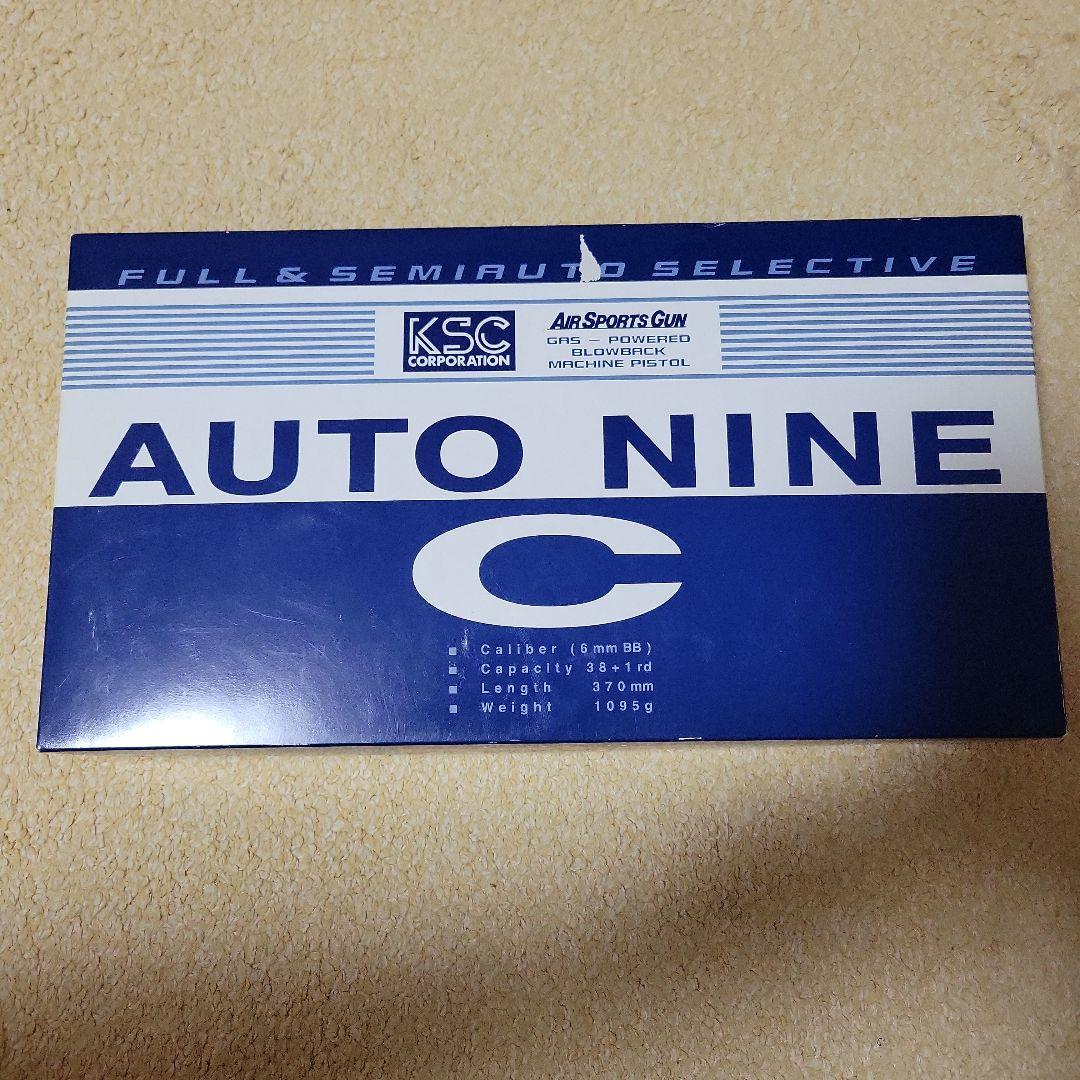 FULL & SEMIAUTO SELECTIVE
KSC
CORPORATION
AIR SPORTS GUN
GAS – POWERED
BLOWBACK
MACHINE PISTOL
AUTO NINE
C
■ Caliber (6mm BB)
■ Capacity 38+1rd
■ Length 370mm
■ Weight 1095g